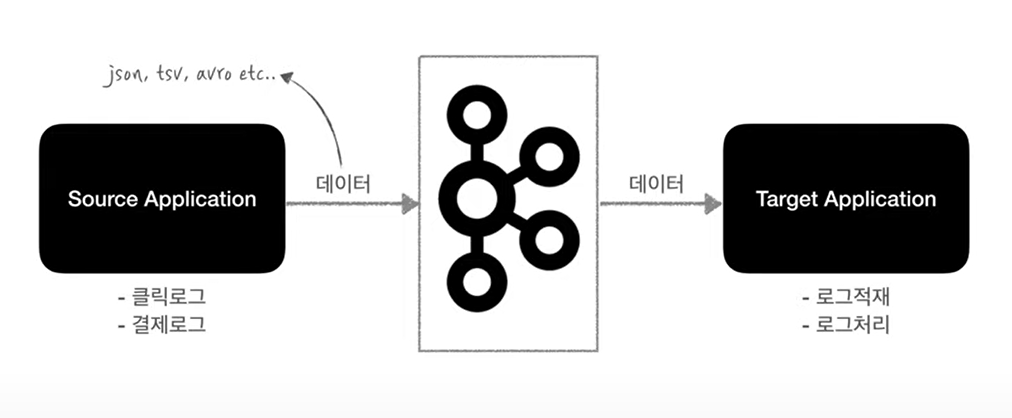 json, tsv, avro etc..
Source Application
데이터
데이터
Target Application
- 클릭로그
- 결제로그
- 로그적재
- 로그처리